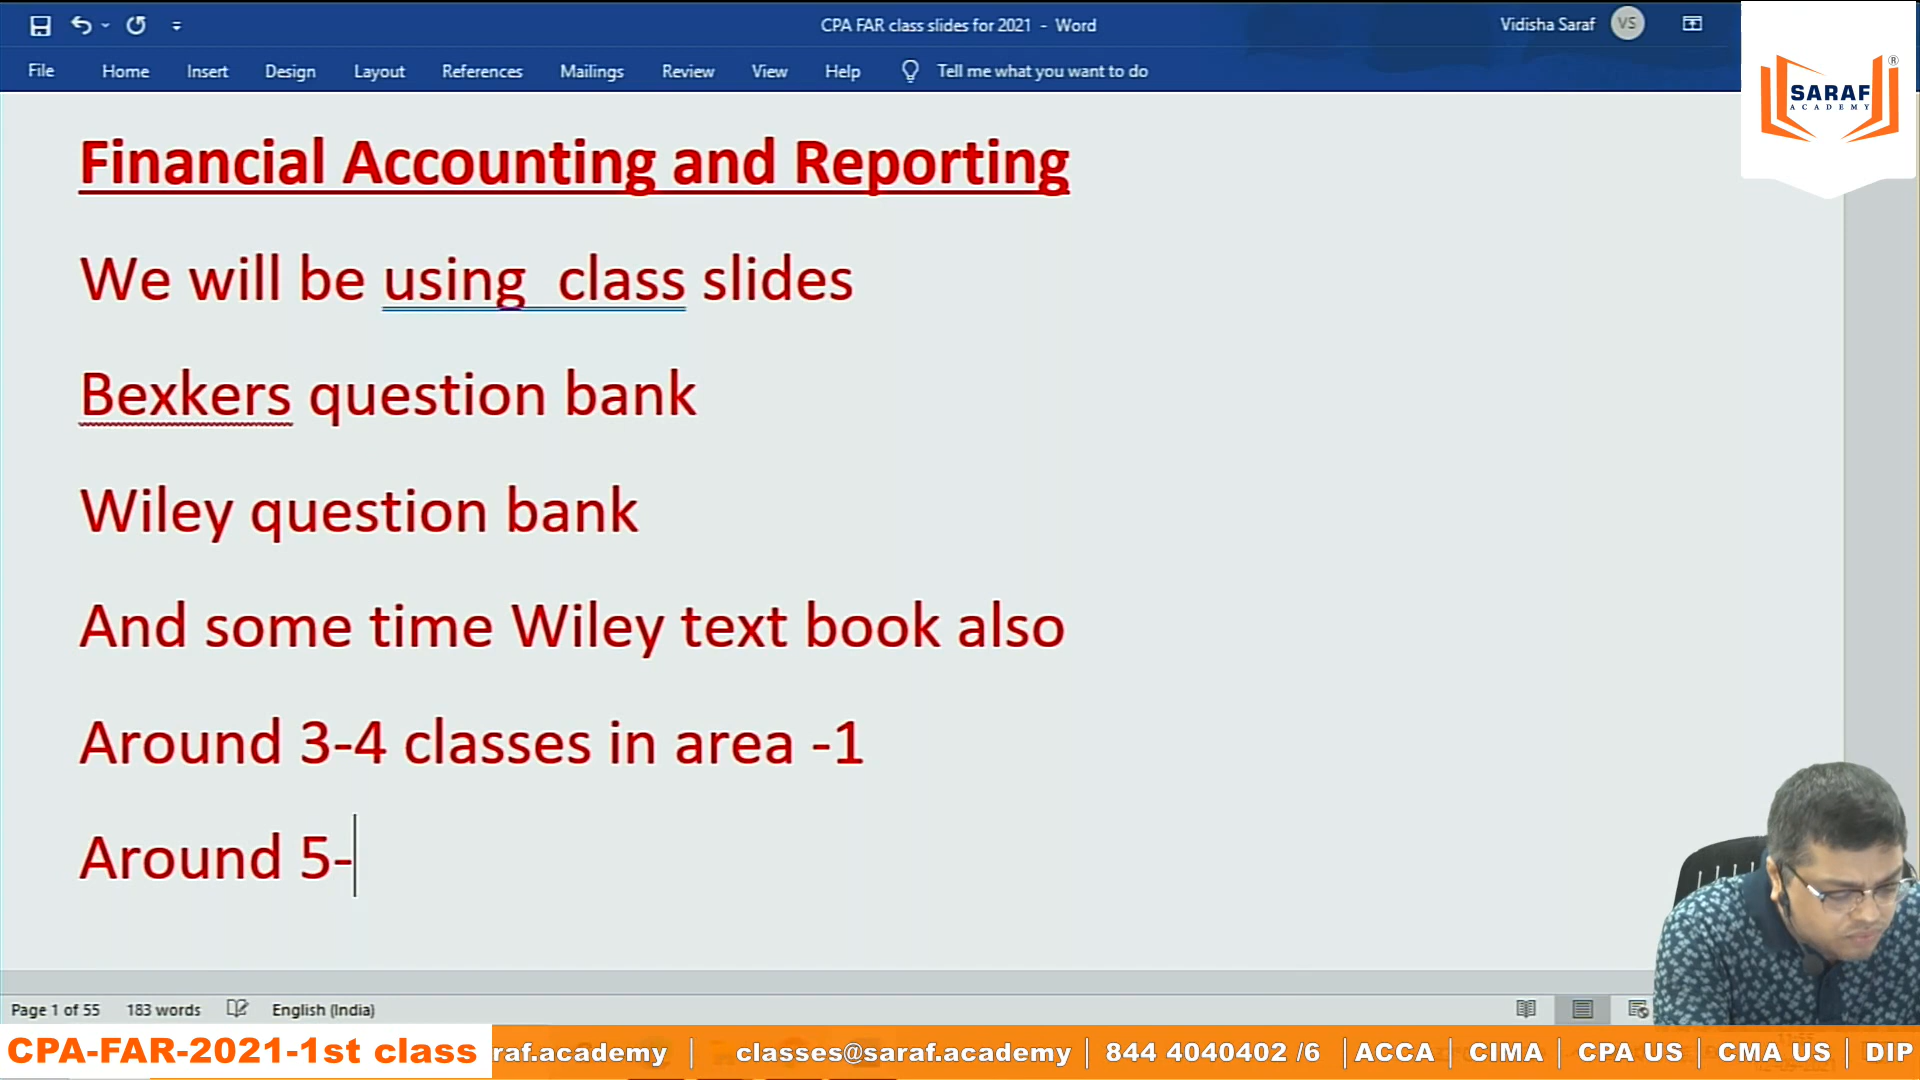 CPA FAR class slides for 2021 - Word
Vidisha Saraf VS
File Home Insert Design Layout References Mailings Review View Help Tell me what you want to do
SARAF
ACADEMY
®
Financial Accounting and Reporting
We will be using class slides
Bexkers question bank
Wiley question bank
And some time Wiley text book also
Around 3-4 classes in area -1
Around 5-
Page 1 of 55 183 words English (India)
CPA-FAR-2021-1st class raf.academy | classes@saraf.academy | 844 4040402 /6 | ACCA | CIMA | CPA US | CMA US | DIP